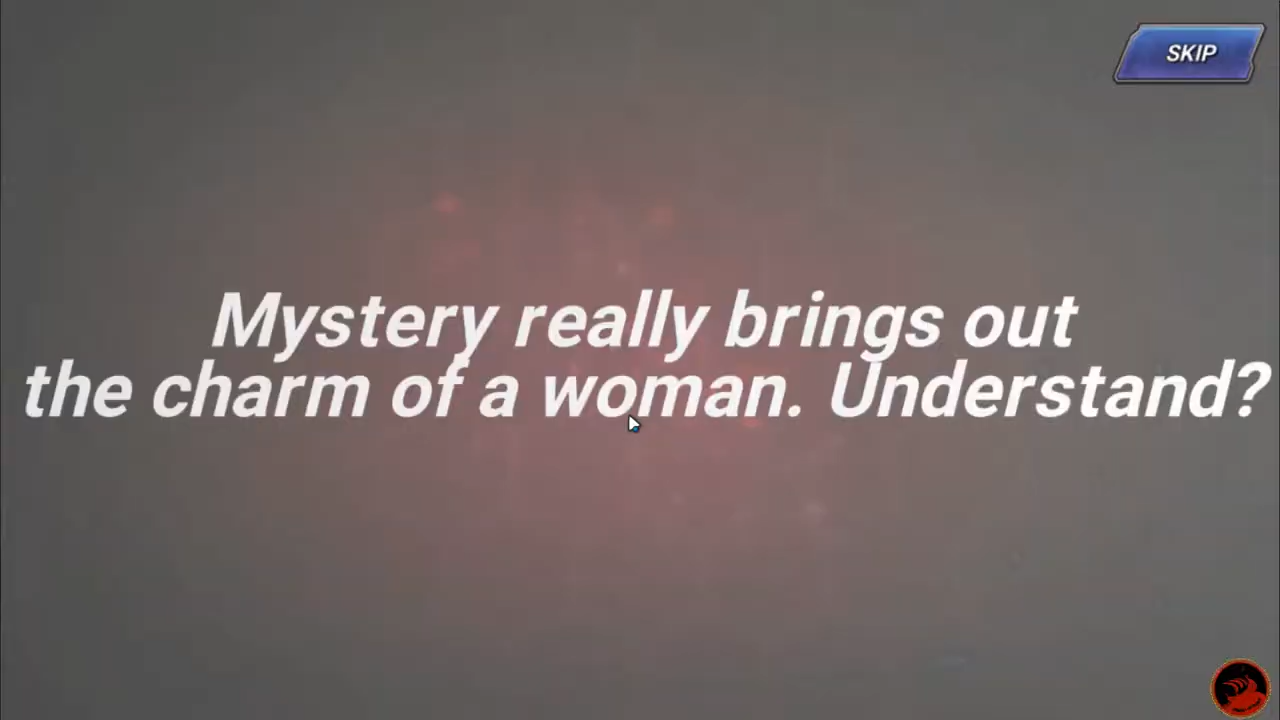 SKIP
Mystery really brings out
the charm of a woman. Understand?